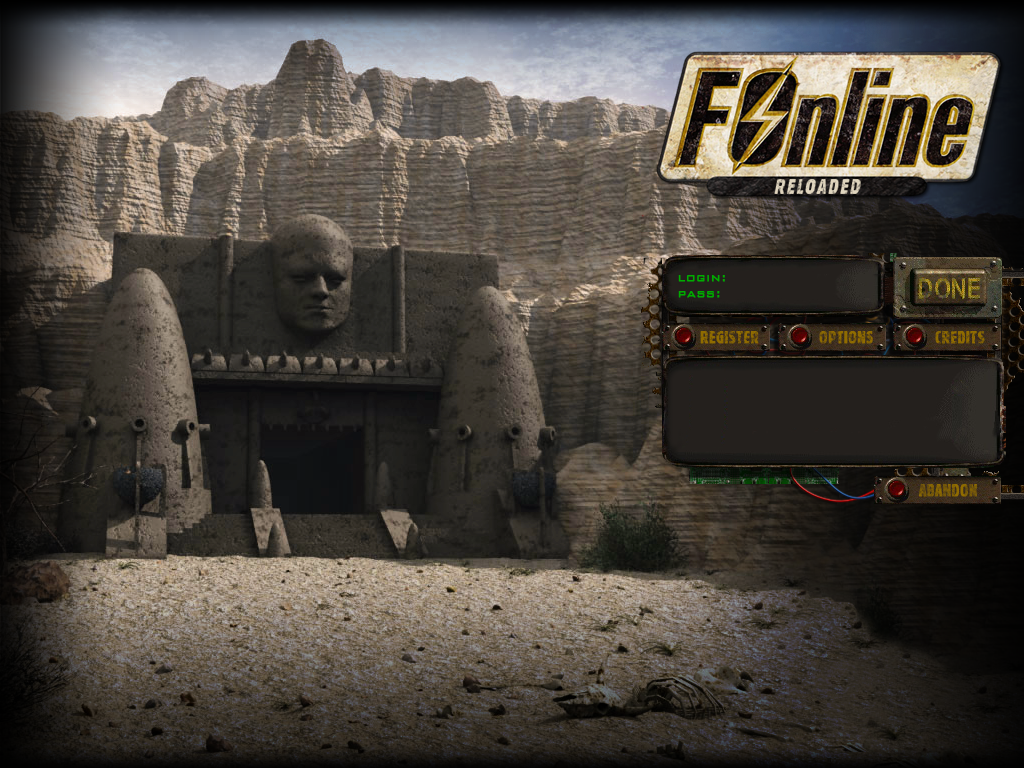 FOnline
RELOADED
LOGIN:
PASS:
DONE
REGISTER OPTIONS CREDITS
ABANDON